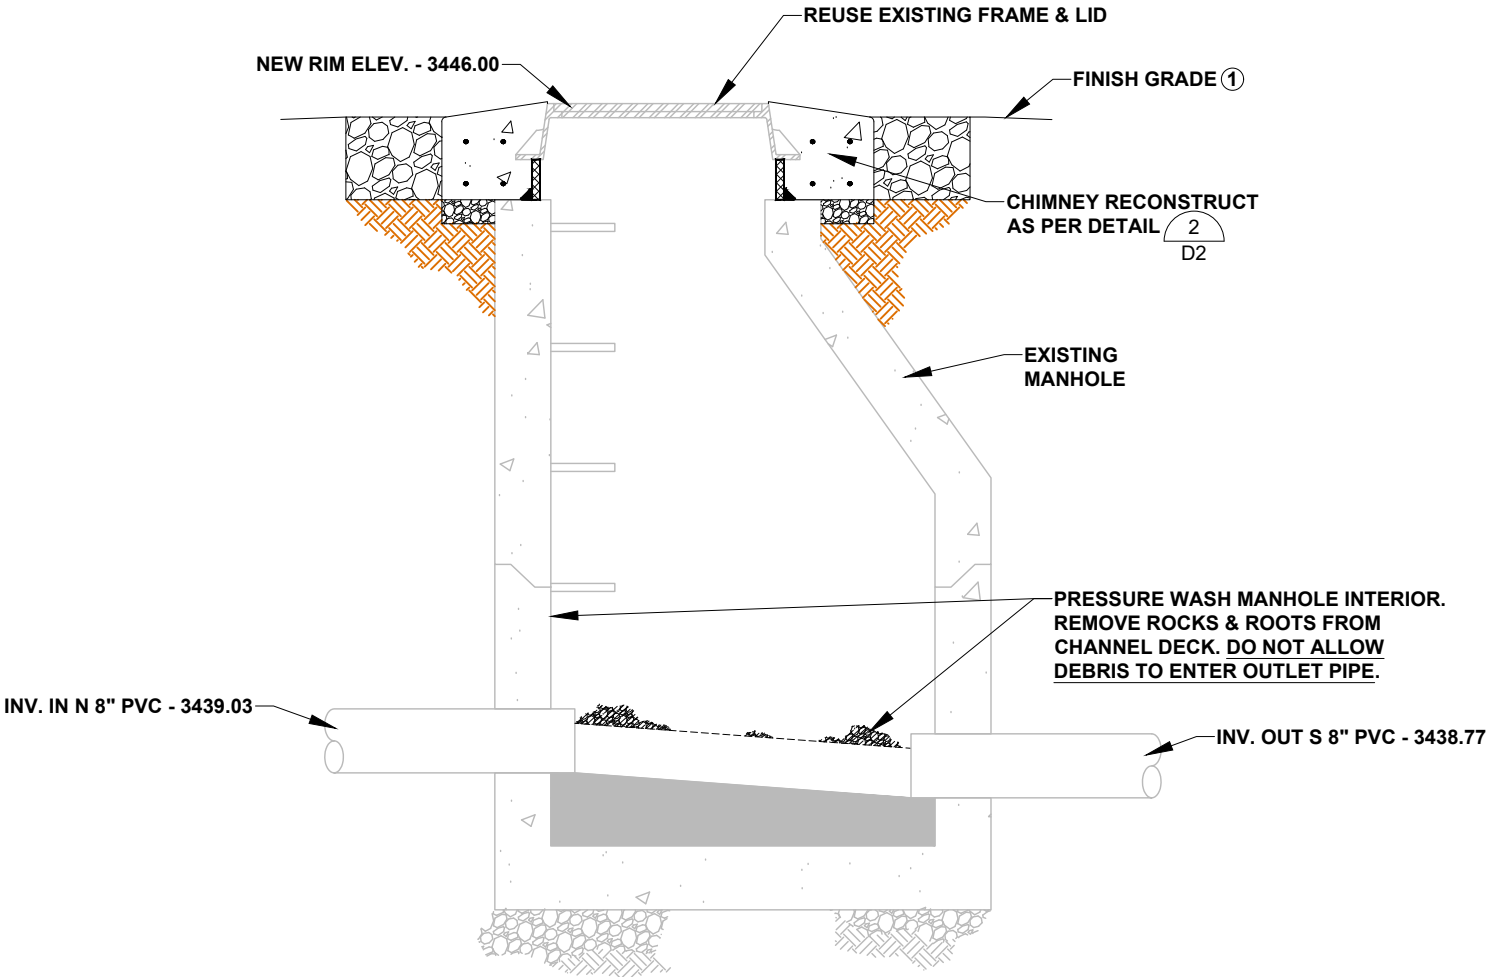 REUSE EXISTING FRAME & LID
NEW RIM ELEV. - 3446.00
FINISH GRADE 1
CHIMNEY RECONSTRUCT
AS PER DETAIL 2
D2
EXISTING
MANHOLE
PRESSURE WASH MANHOLE INTERIOR.
REMOVE ROCKS & ROOTS FROM
CHANNEL DECK. DO NOT ALLOW
DEBRIS TO ENTER OUTLET PIPE.
INV. IN N 8" PVC - 3439.03
INV. OUT S 8" PVC - 3438.77